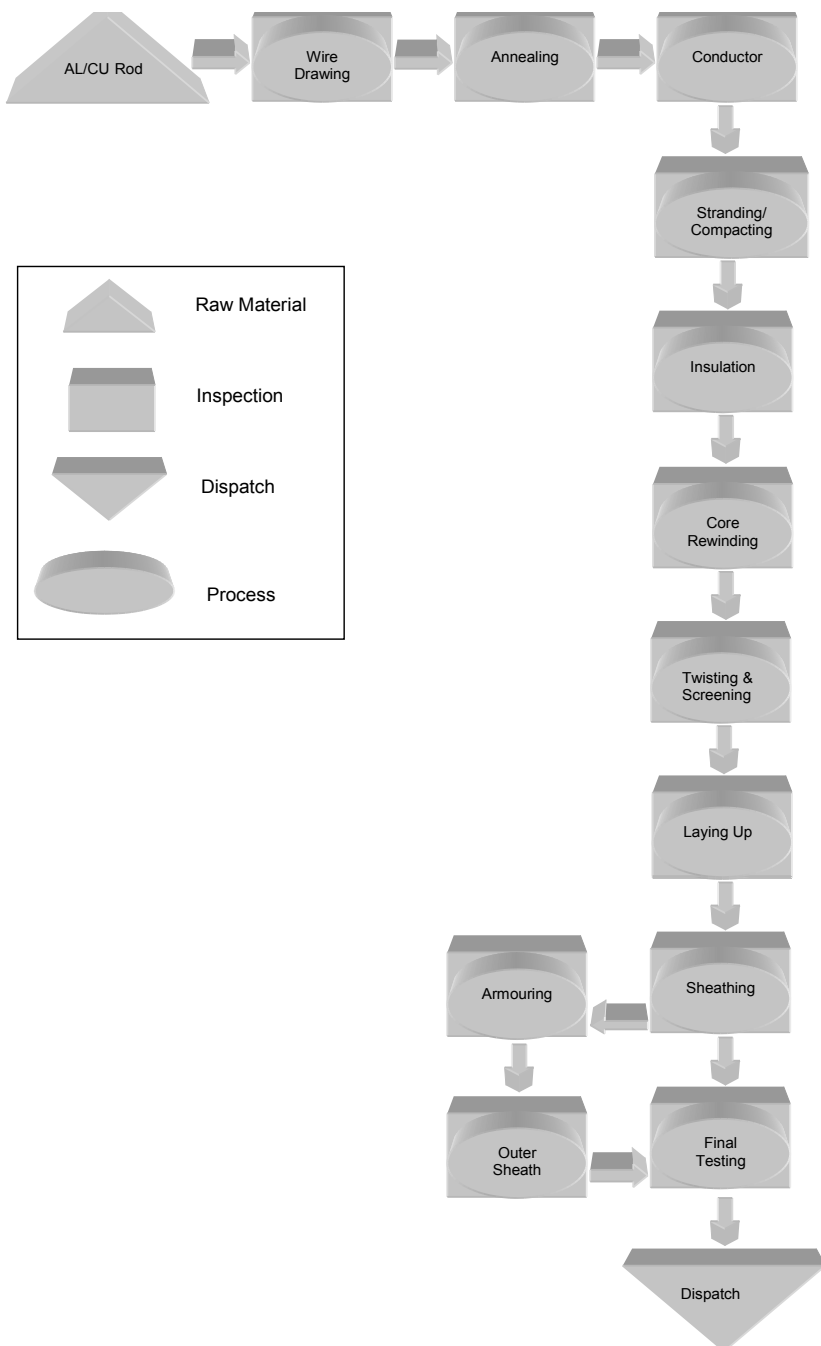 AL/CU Rod
Wire
Drawing
Annealing
Conductor
Stranding/
Compacting
Raw Material
Inspection
Dispatch
Process
Insulation
Core
Rewinding
Twisting &
Screening
Laying Up
Armouring
Sheathing
Outer
Sheath
Final
Testing
Dispatch